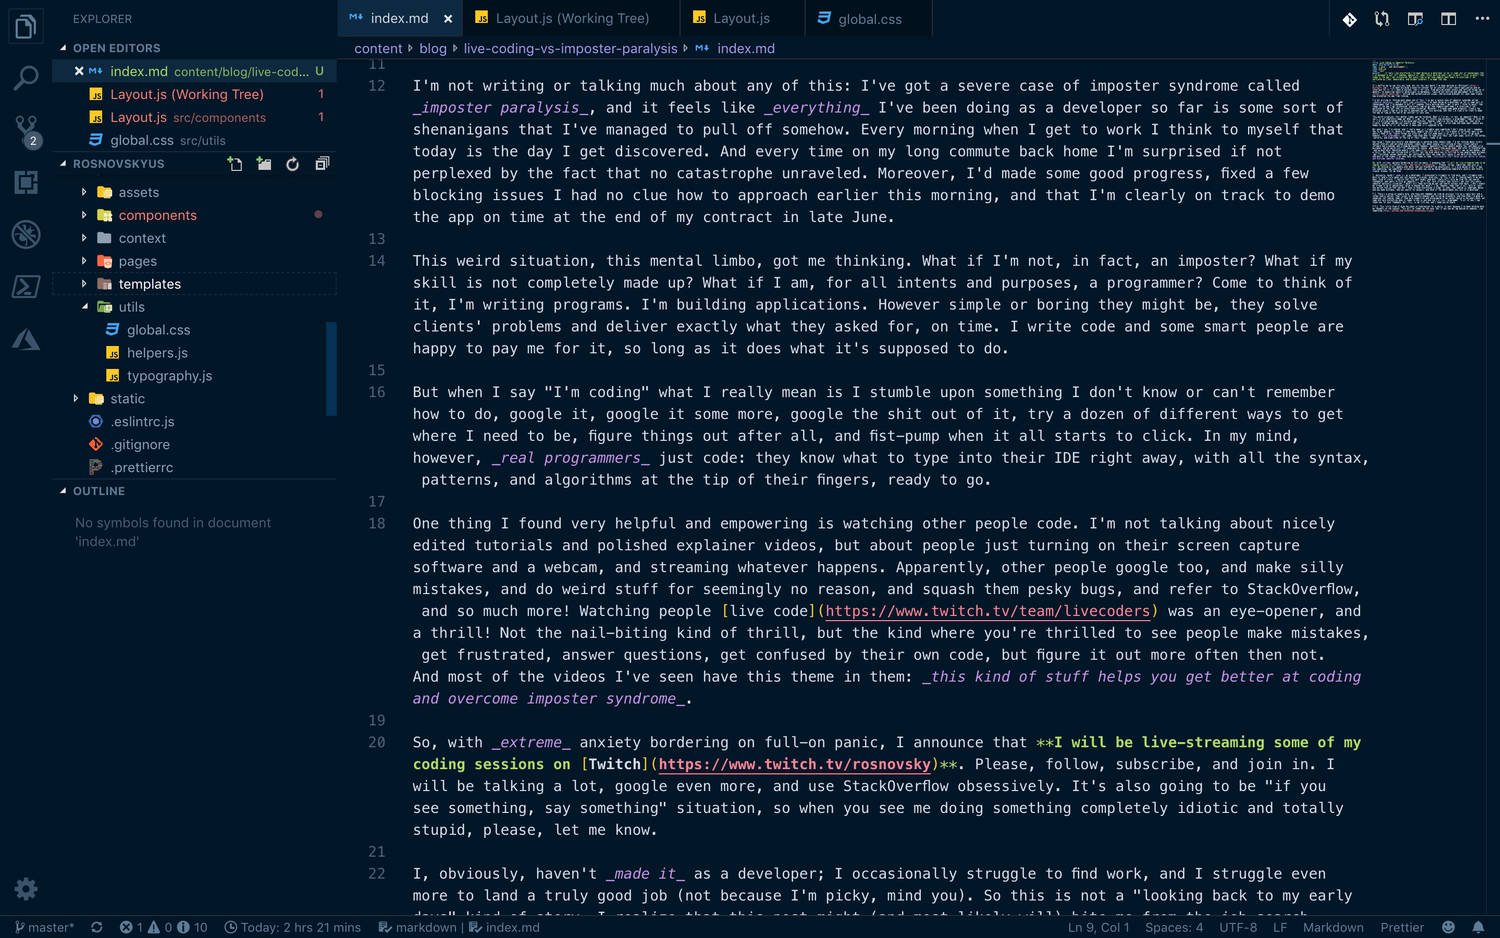 EXPLORER
OPEN EDITORS
index.md content/blog/live-cod... U
Layout.js (Working Tree) 1
Layout.js src/components 1
global.css src/utils
ROSNOVSKYUS
assets
components
context
pages
templates
utils
global.css
helpers.js
typography.js
static
.eslintrc.js
.gitignore
.prettierrc
OUTLINE
No symbols found in document
'index.md'
2
index.md
Layout.js (Working Tree)
Layout.js
global.css
content blog live-coding-vs-imposter-paralysis index.md
11
12 I'm not writing or talking much about any of this: I've got a severe case of imposter syndrome called
_imposter paralysis_, and it feels like _everything_ I've been doing as a developer so far is some sort of
shenanigans that I've managed to pull off somehow. Every morning when I get to work I think to myself that
today is the day I get discovered. And every time on my long commute back home I'm surprised if not
perplexed by the fact that no catastrophe unraveled. Moreover, I'd made some good progress, fixed a few
blocking issues I had no clue how to approach earlier this morning, and that I'm clearly on track to demo
the app on time at the end of my contract in late June.
13
14 This weird situation, this mental limbo, got me thinking. What if I'm not, in fact, an imposter? What if my
skill is not completely made up? What if I am, for all intents and purposes, a programmer? Come to think of
it, I'm writing programs. I'm building applications. However simple or boring they might be, they solve
clients' problems and deliver exactly what they asked for, on time. I write code and some smart people are
happy to pay me for it, so long as it does what it's supposed to do.
15
16 But when I say "I'm coding" what I really mean is I stumble upon something I don't know or can't remember
how to do, google it, google it some more, google the shit out of it, try a dozen of different ways to get
where I need to be, figure things out after all, and fist-pump when it all starts to click. In my mind,
however, _real programmers_ just code: they know what to type into their IDE right away, with all the syntax,
patterns, and algorithms at the tip of their fingers, ready to go.
17
18 One thing I found very helpful and empowering is watching other people code. I'm not talking about nicely
edited tutorials and polished explainer videos, but about people just turning on their screen capture
software and a webcam, and streaming whatever happens. Apparently, other people google too, and make silly
mistakes, and do weird stuff for seemingly no reason, and squash them pesky bugs, and refer to StackOverflow,
and so much more! Watching people [live code](https://www.twitch.tv/team/livecoders) was an eye-opener, and
a thrill! Not the nail-biting kind of thrill, but the kind where you're thrilled to see people make mistakes,
get frustrated, answer questions, get confused by their own code, but figure it out more often then not.
And most of the videos I've seen have this theme in them: _this kind of stuff helps you get better at coding
and overcome imposter syndrome_.
19
20 So, with _extreme_ anxiety bordering on full-on panic, I announce that **I will be live-streaming some of my
coding sessions on [Twitch](https://www.twitch.tv/rosnovsky)**. Please, follow, subscribe, and join in. I
will be talking a lot, google even more, and use StackOverflow obsessively. It's also going to be "if you
see something, say something" situation, so when you see me doing something completely idiotic and totally
stupid, please, let me know.
21
22 I, obviously, haven't _made it_ as a developer; I occasionally struggle to find work, and I struggle even
more to land a truly good job (not because I'm picky, mind you). So this is not a "looking back to my early
days" kind of story. I realize that this post might (and most likely will) bite me from the job search
master* 1 0 10 Today: 2 hrs 21 mins markdown | index.md Ln 9, Col 1 Spaces: 4 UTF-8 LF Markdown Prettier